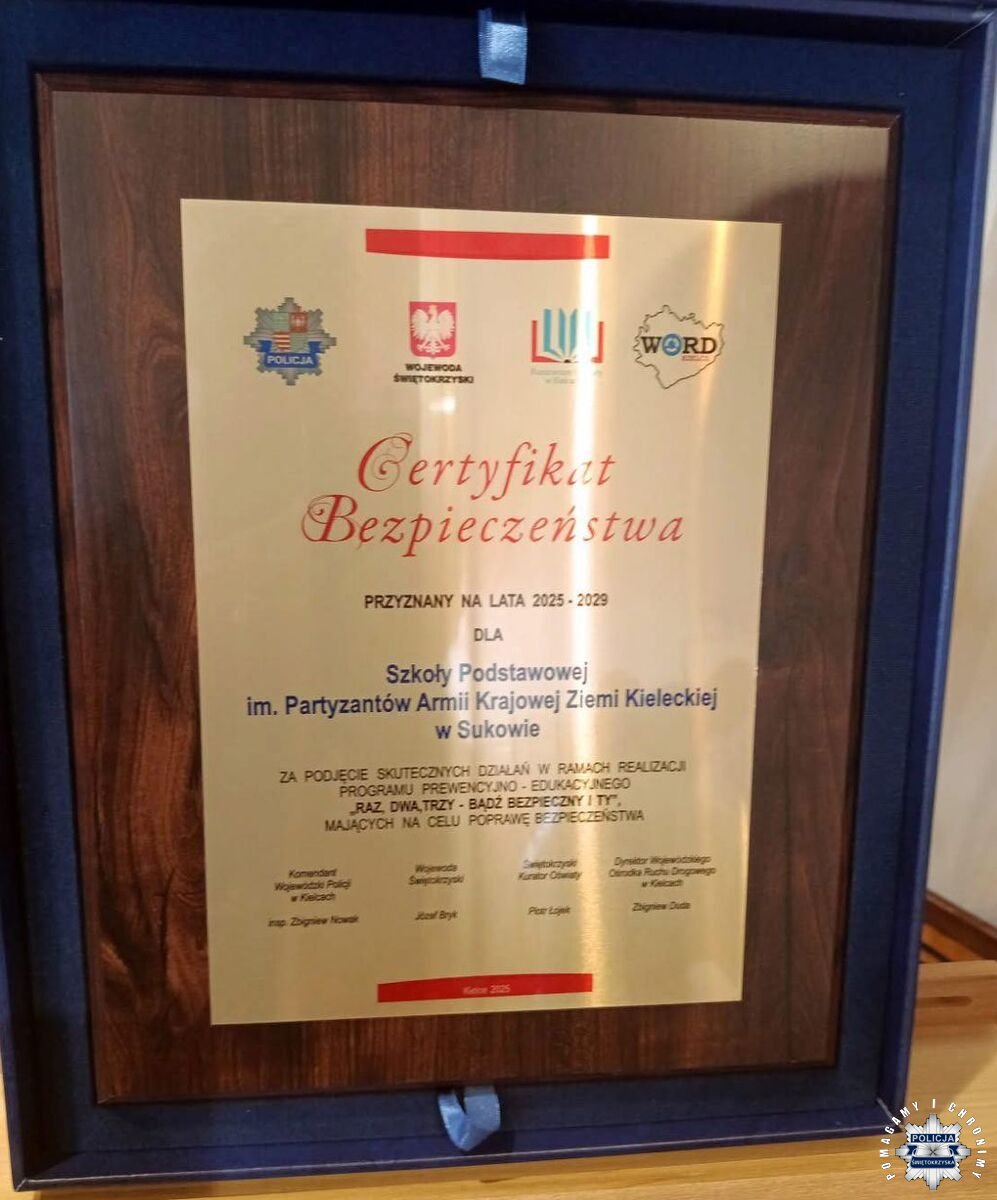 POLICJA
WOJEWODA
ŚWIĘTOKRZYSKI
w Kielcach
WORD
Certyfikat
Bezpieczeństwa
PRZYZNANY NA LATA 2025 - 2029
DLA
Szkoły Podstawowej
im. Partyzantów Armii Krajowej Ziemi Kieleckiej
w Sukowie
ZA PODJĘCIE SKUTECZNYCH DZIAŁAŃ W RAMACH REALIZACJI
PROGRAMU PREWENCYJNO - EDUKACYJNEGO
„RAZ, DWA,TRZY - BĄDŹ BEZPIECZNY I TY",
MAJĄCYCH NA CELU POPRAWĘ BEZPIECZEŃSTWA
Komendant
Wojewódzki Policji
w Kielcach
insp. Zbigniew Nowak
Wojewoda
Świętokrzyski
Józef Bryk
Świętokrzyski
Kurator Oświaty
Piotr Łojek
Dyrektor Wojewódzkiego
Ośrodka Ruchu Drogowego
w Kielcach
Zbigniew Duda
Kielce 2025
POMAGAMY I CHRONIMY
POLICJA
ŚWIĘTOKRZYSKA